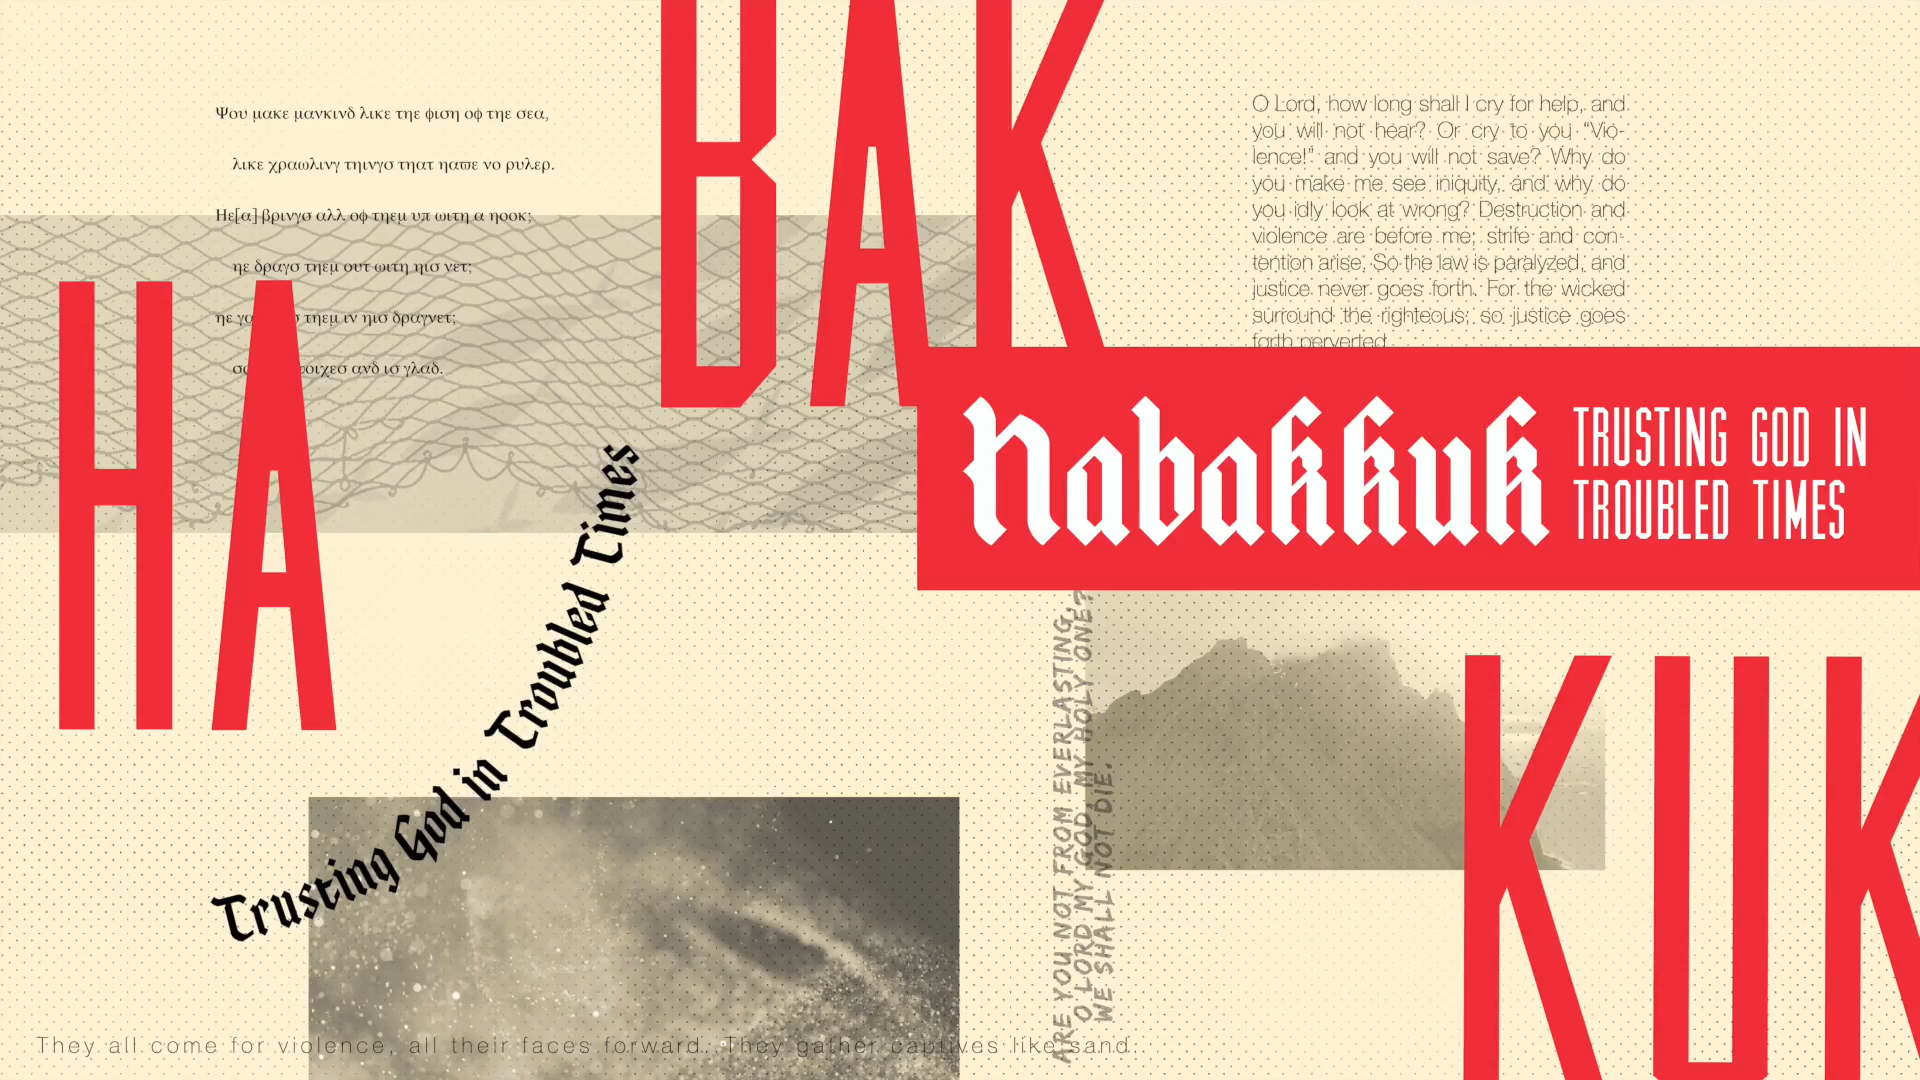 Ψου μακε μανκινδ λικε τηε φιση οφ τηε σεα,
λικε χραωλινγ τηινγσ τηατ ηαϖε νο ρυλερ.
Ηε[α] βρινγσ αλλ οφ τηεμ υπ ωιτη α ηοοκ;
ηε δραγσ τηεμ ουτ ωιτη ηισ νετ;
ηε τηεμ ιν ηισ δραγνετ;
ανδ ισ γλαδ.
HA
BAK
KUK
O Lord, how long shall I cry for help, and
you will not hear? Or cry to you “Vio-
lence!” and you will not save? Why do
you make me see iniquity, and why do
you idly look at wrong? Destruction and
violence are before me; strife and con-
tention arise. So the law is paralyzed, and
justice never goes forth. For the wicked
surround the righteous; so justice goes
forth perverted.
Habakkuk
TRUSTING GOD IN
TROUBLED TIMES
Trusting God in Troubled Times
ARE YOU NOT FROM EVERLASTING,
O LORD MY GOD, MY HOLY ONE?
WE SHALL NOT DIE.
They all come for violence, all their faces forward. They gather captives like sand.